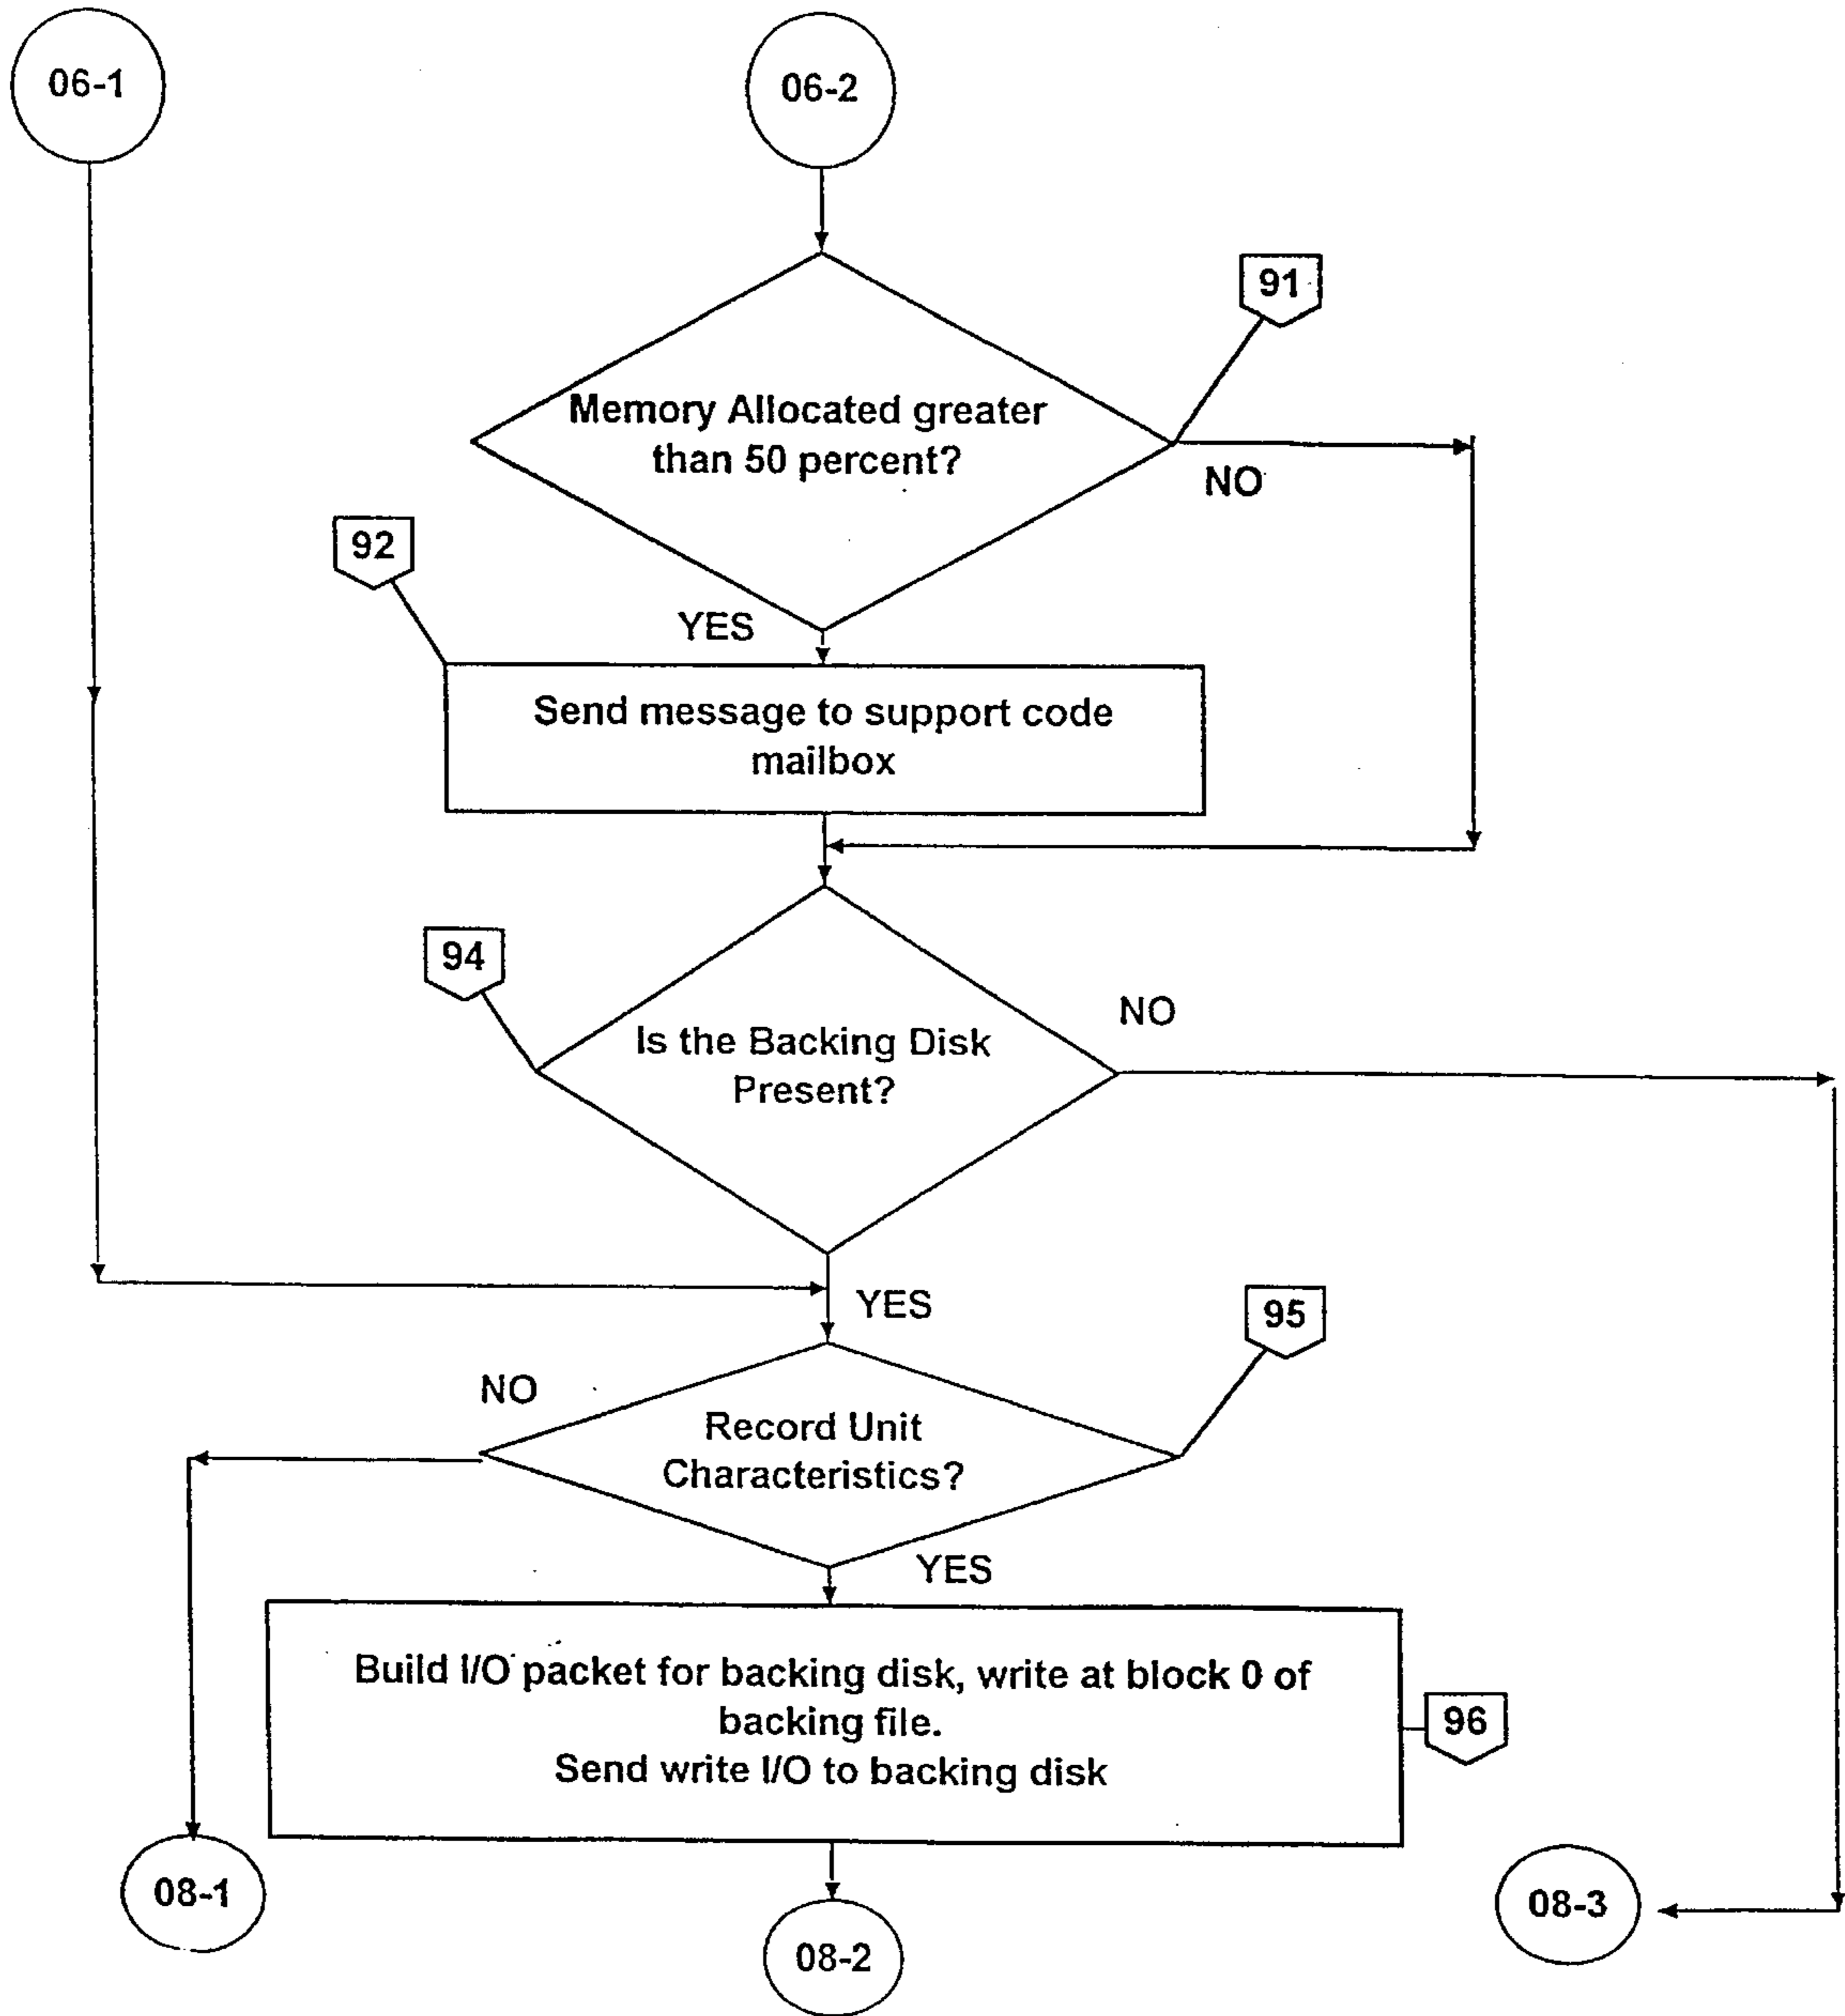 06-1
06-2
91
Memory Allocated greater
than 50 percent?
NO
92
YES
Send message to support code
mailbox
94
NO
Is the Backing Disk
Present?
YES
95
NO
Record Unit
Characteristics?
YES
Build I/O packet for backing disk, write at block 0 of
backing file.
Send write I/O to backing disk
96
08-1
08-2
08-3